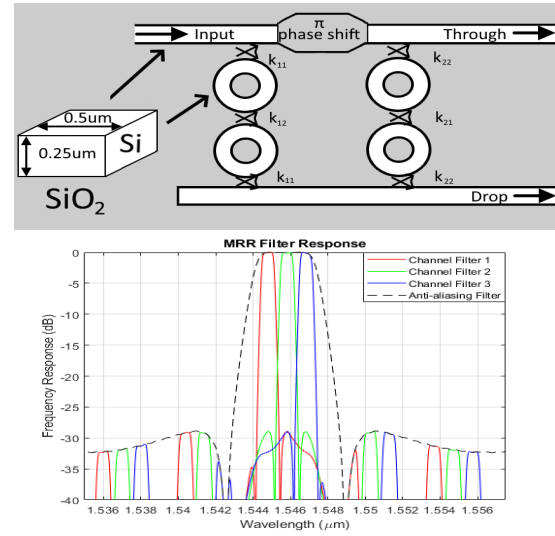 π
Input phase shift Through
k11 k22
0.5um
k12 k21
Si
0.25um
k11 k22
SiO2
Drop
MRR Filter Response
Channel Filter 1
Channel Filter 2
Channel Filter 3
Anti-aliasing Filter
Frequency Response (dB)
0
-5
-10
-15
-20
-25
-30
-35
-40
1.536 1.538 1.54 1.542 1.544 1.546 1.548 1.55 1.552 1.554 1.556
Wavelength (μm)